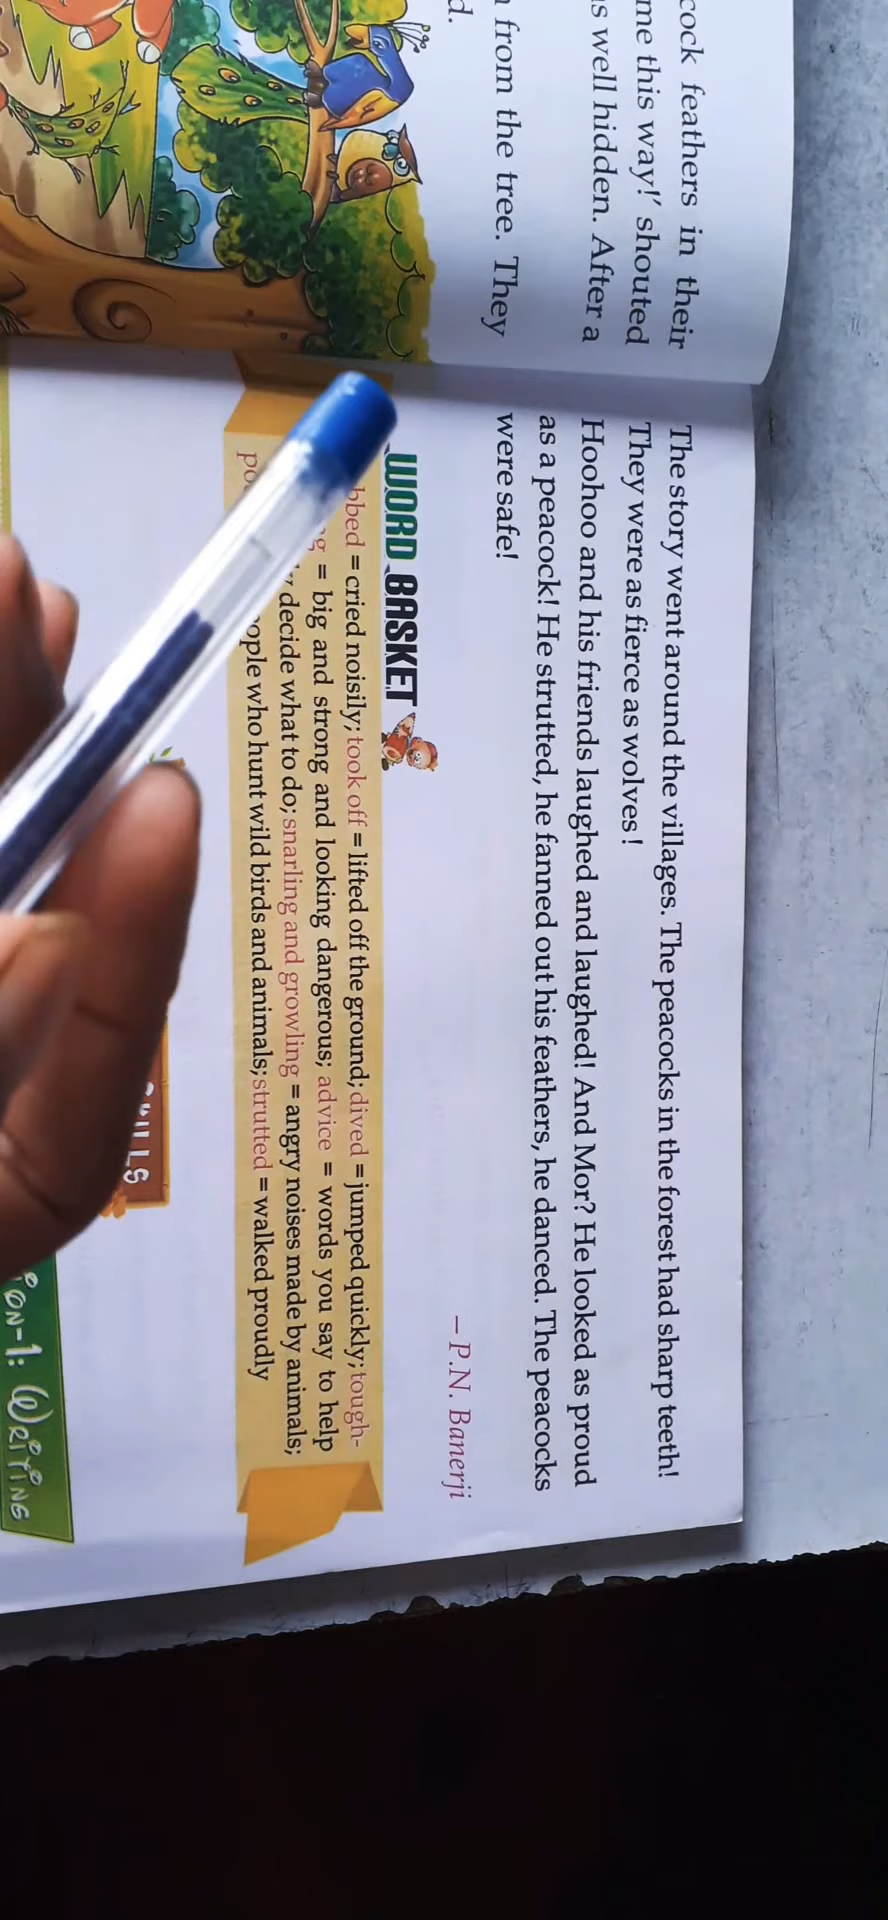 cock feathers in their
me this way!' shouted
s well hidden. After a
from the tree. They
d.
The story went around the villages. The peacocks in the forest had sharp teeth!
They were as fierce as wolves!
Hoohoo and his friends laughed and laughed! And Mor? He looked as proud
as a peacock! He strutted, he fanned out his feathers, he danced. The peacocks
were safe!
– P.N. Banerji
WORD BASKET
bbed = cried noisily; took off = lifted off the ground; dived = jumped quickly; tough-
g = big and strong and looking dangerous; advice = words you say to help
decide what to do; snarling and growling = angry noises made by animals;
po ople who hunt wild birds and animals; strutted = walked proudly
SKILLS
ion-1: Writing